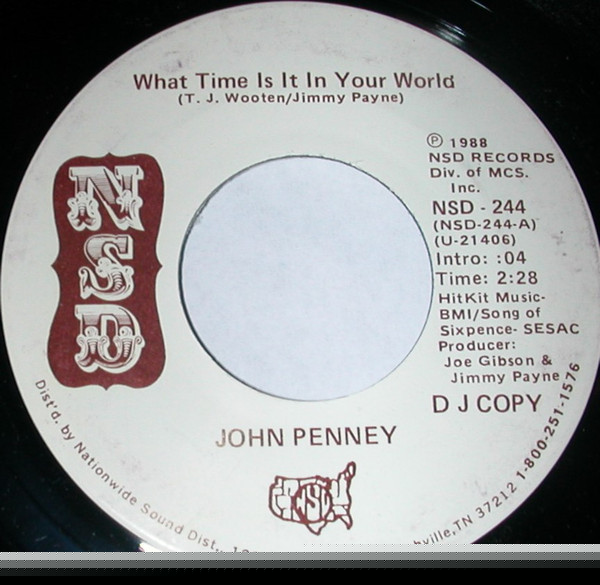 What Time Is It In Your World
(T. J. Wooten/Jimmy Payne)
NSD
℗ 1988
NSD RECORDS
Div. of MCS.
Inc.
NSD - 244
(NSD-244-A)
(U-21406)
Intro: :04
Time: 2:28
HitKit Music-
BMI/Song of
Sixpence- SESAC
Producer:
Joe Gibson &
Jimmy Payne
D J COPY
JOHN PENNEY
NSD
Dist'd. by Nationwide Sound Dist., TN 37212 1-800-251-1576